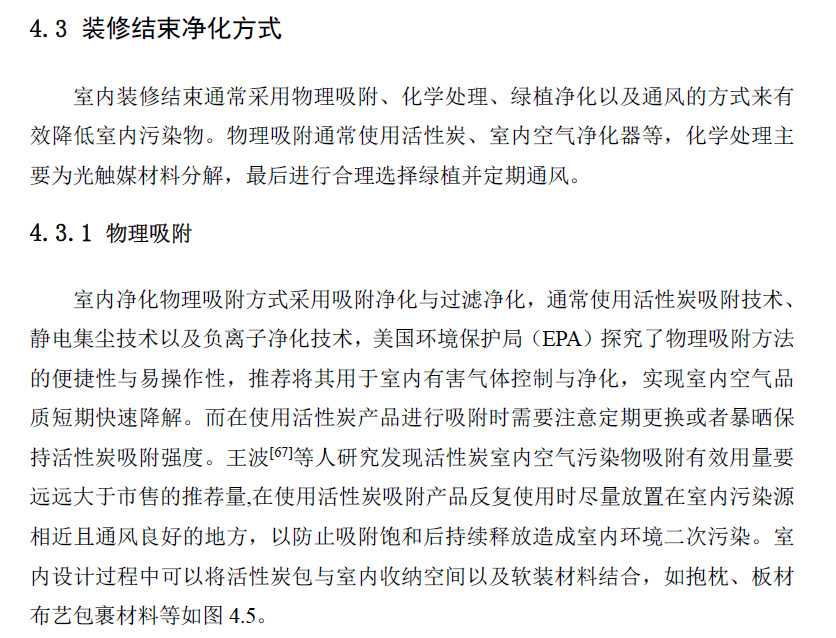 4.3 装修结束净化方式
室内装修结束通常采用物理吸附、化学处理、绿植净化以及通风的方式来有
效降低室内污染物。物理吸附通常使用活性炭、室内空气净化器等，化学处理主
要为光触媒材料分解，最后进行合理选择绿植并定期通风。
4.3.1 物理吸附
室内净化物理吸附方式采用吸附净化与过滤净化，通常使用活性炭吸附技术、
静电集尘技术以及负离子净化技术，美国环境保护局（EPA）探究了物理吸附方法
的便捷性与易操作性，推荐将其用于室内有害气体控制与净化，实现室内空气品
质短期快速降解。而在使用活性炭产品进行吸附时需要注意定期更换或者暴晒保
持活性炭吸附强度。王波[67]等人研究发现活性炭室内空气污染物吸附有效用量要
远远大于市售的推荐量,在使用活性炭吸附产品反复使用时尽量放置在室内污染源
相近且通风良好的地方，以防止吸附饱和后持续释放造成室内环境二次污染。室
内设计过程中可以将活性炭包与室内收纳空间以及软装材料结合，如抱枕、板材
布艺包裹材料等如图 4.5。